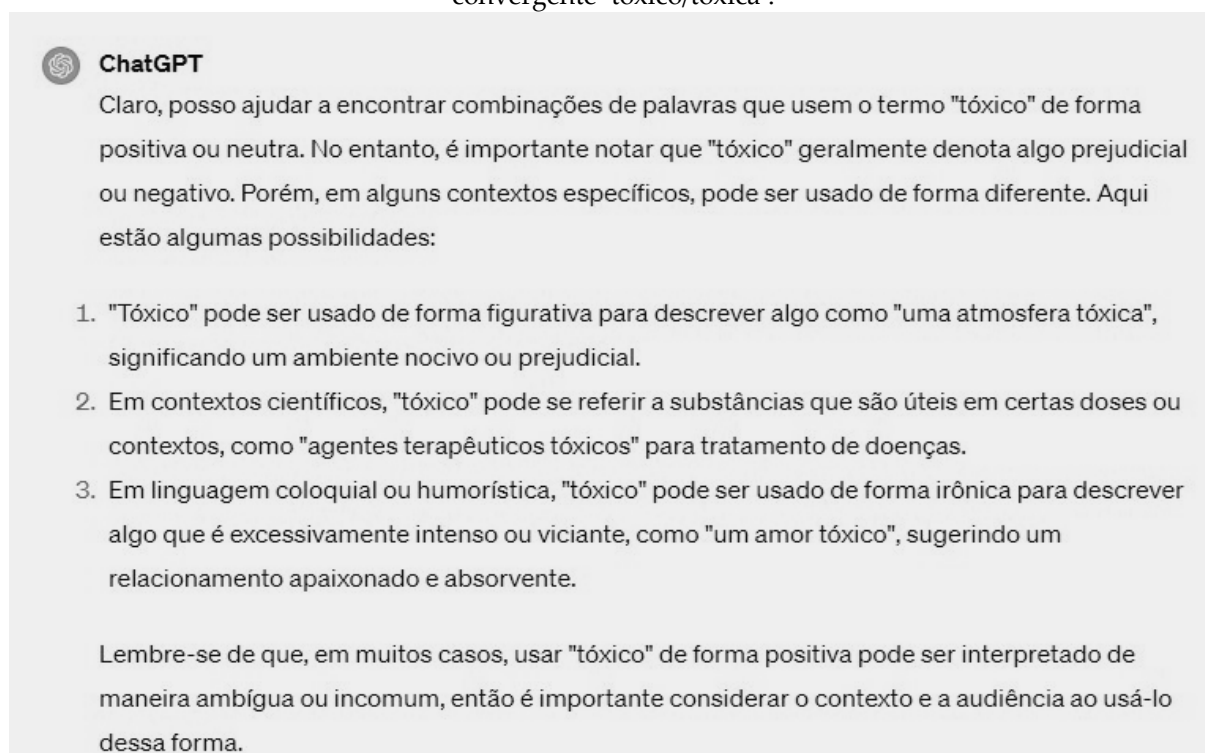 convergente "tóxico/tóxica".
ChatGPT
Claro, posso ajudar a encontrar combinações de palavras que usem o termo "tóxico" de forma
positiva ou neutra. No entanto, é importante notar que "tóxico" geralmente denota algo prejudicial
ou negativo. Porém, em alguns contextos específicos, pode ser usado de forma diferente. Aqui
estão algumas possibilidades:
1. "Tóxico" pode ser usado de forma figurativa para descrever algo como "uma atmosfera tóxica",
significando um ambiente nocivo ou prejudicial.
2. Em contextos científicos, "tóxico" pode se referir a substâncias que são úteis em certas doses ou
contextos, como "agentes terapêuticos tóxicos" para tratamento de doenças.
3. Em linguagem coloquial ou humorística, "tóxico" pode ser usado de forma irônica para descrever
algo que é excessivamente intenso ou viciante, como "um amor tóxico", sugerindo um
relacionamento apaixonado e absorvente.
Lembre-se de que, em muitos casos, usar "tóxico" de forma positiva pode ser interpretado de
maneira ambígua ou incomum, então é importante considerar o contexto e a audiência ao usá-lo
dessa forma.